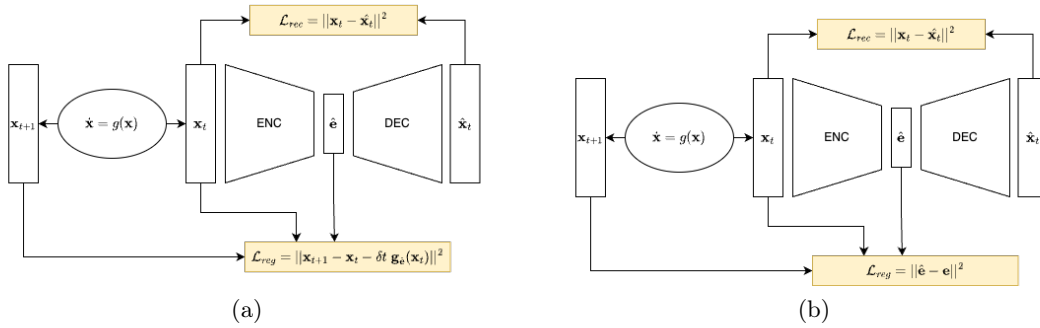 ℒ_rec = ||𝐱_t − 𝐱̂_t||²
𝐱_{t+1}
ẋ = g(𝐱)
𝐱_t
ENC
ê
DEC
𝐱̂_t
ℒ_reg = ||𝐱_{t+1} − 𝐱_t − δt 𝐠_ê(𝐱_t)||²
(a)
ℒ_rec = ||𝐱_t − 𝐱̂_t||²
𝐱_{t+1}
ẋ = g(𝐱)
𝐱_t
ENC
ê
DEC
𝐱̂_t
ℒ_reg = ||ê − 𝐞||²
(b)